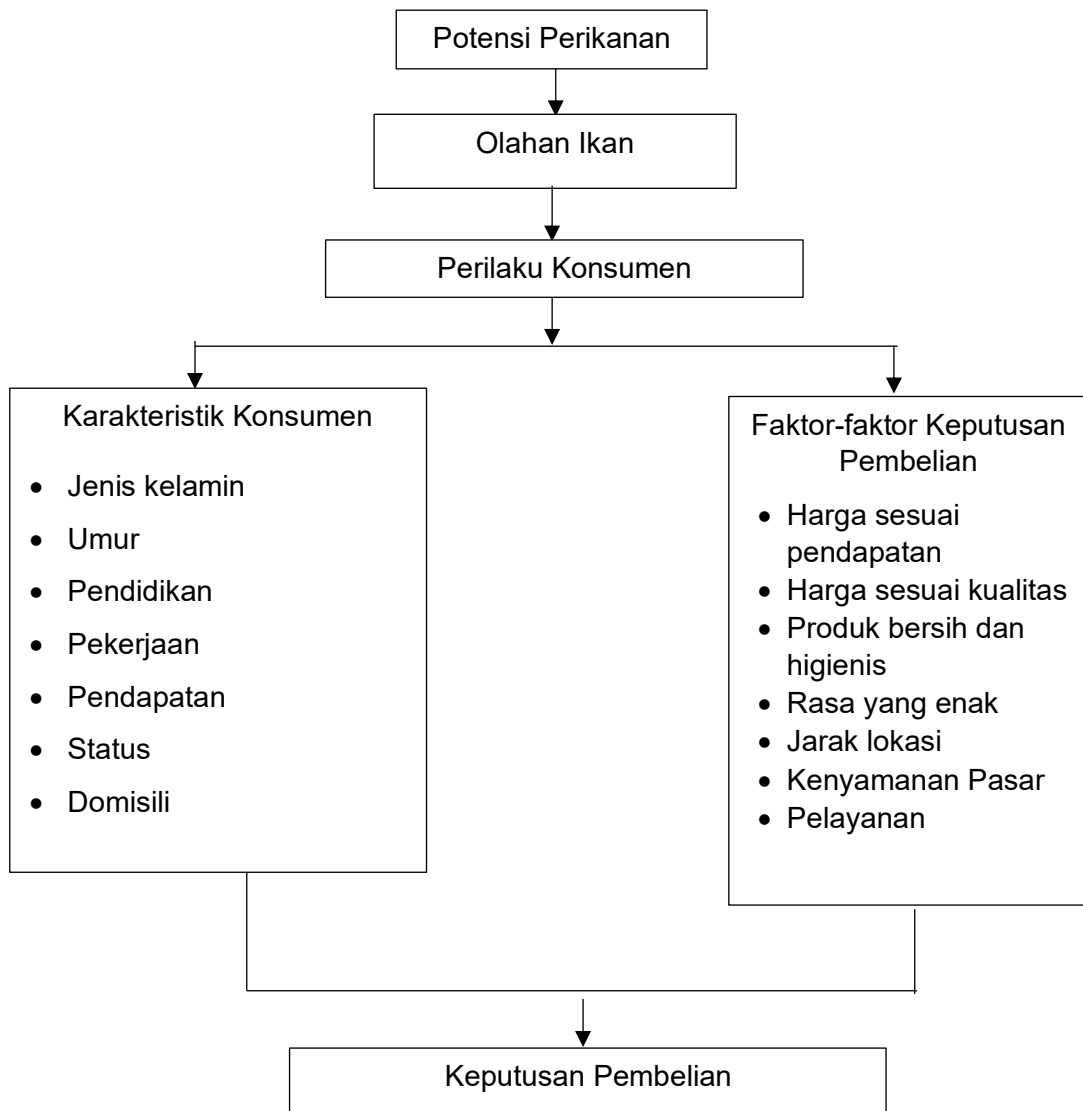 Potensi Perikanan
Olahan Ikan
Perilaku Konsumen
Karakteristik Konsumen
• Jenis kelamin
• Umur
• Pendidikan
• Pekerjaan
• Pendapatan
• Status
• Domisili
Faktor-faktor Keputusan
Pembelian
• Harga sesuai
pendapatan
• Harga sesuai kualitas
• Produk bersih dan
higienis
• Rasa yang enak
• Jarak lokasi
• Kenyamanan Pasar
• Pelayanan
Keputusan Pembelian